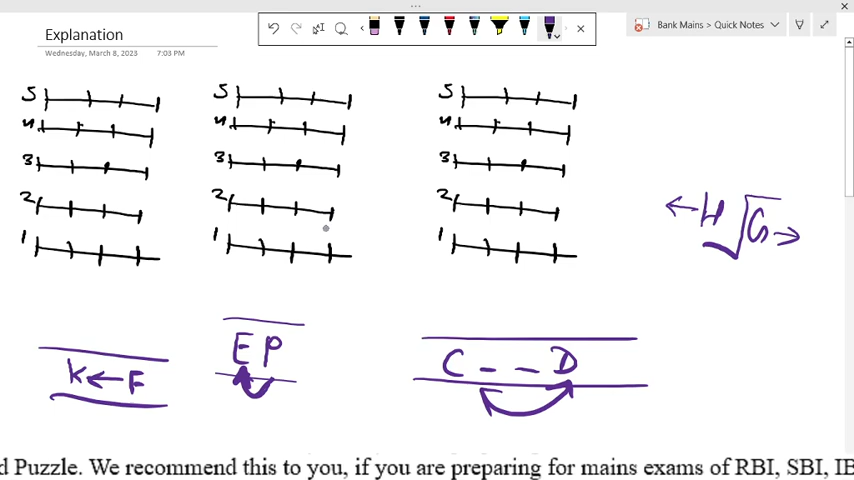 Explanation
Wednesday, March 8, 2023 7:03 PM
Bank Mains > Quick Notes
5 5 5
4 4 4
3 3 3
2 2 2
1 1 1
←H G→
K←F
E P
C _ _ D
d Puzzle. We recommend this to you, if you are preparing for mains exams of RBI, SBI, IB